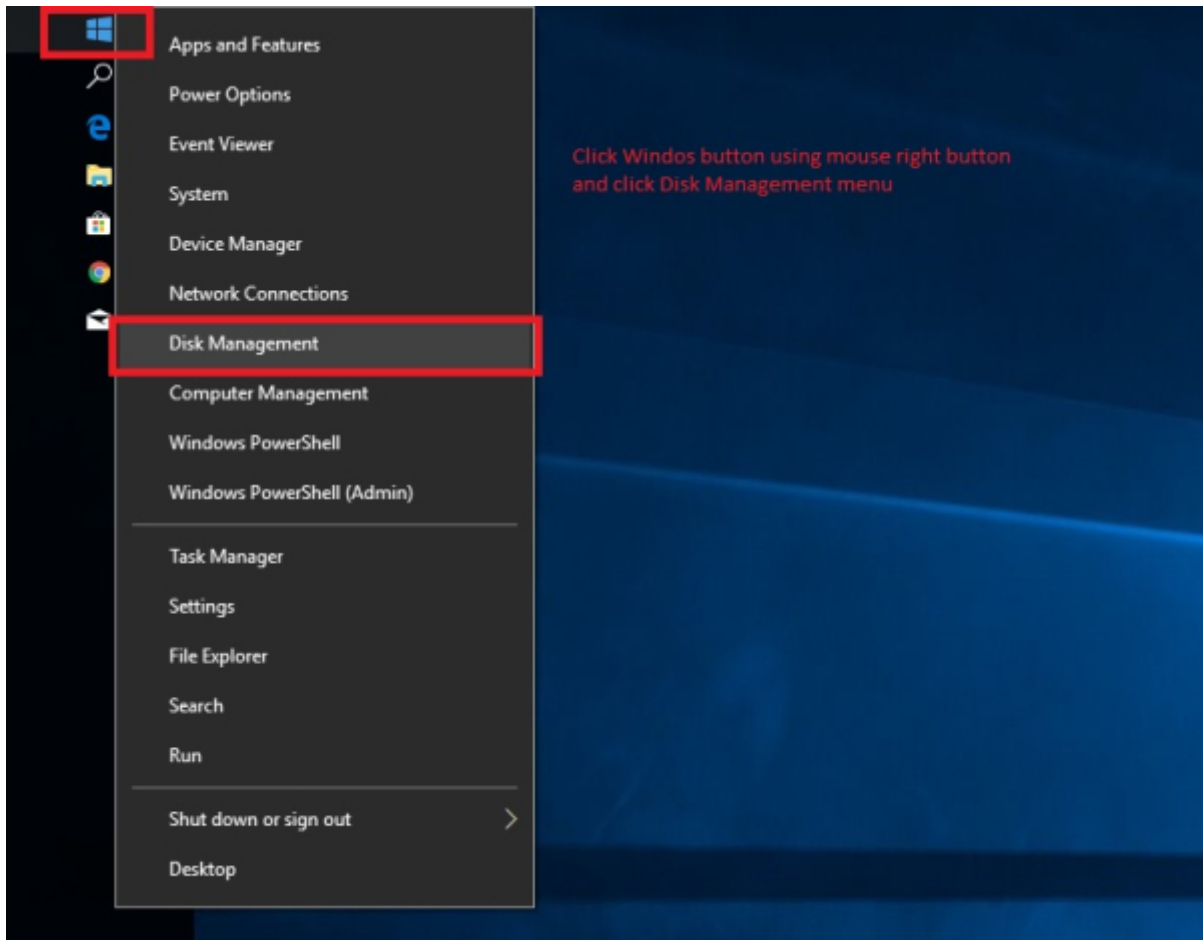 Apps and Features
Power Options
Event Viewer
System
Device Manager
Network Connections
Disk Management
Computer Management
Windows PowerShell
Windows PowerShell (Admin)
Task Manager
Settings
File Explorer
Search
Run
Shut down or sign out
Desktop
Click Windos button using mouse right button
and click Disk Management menu